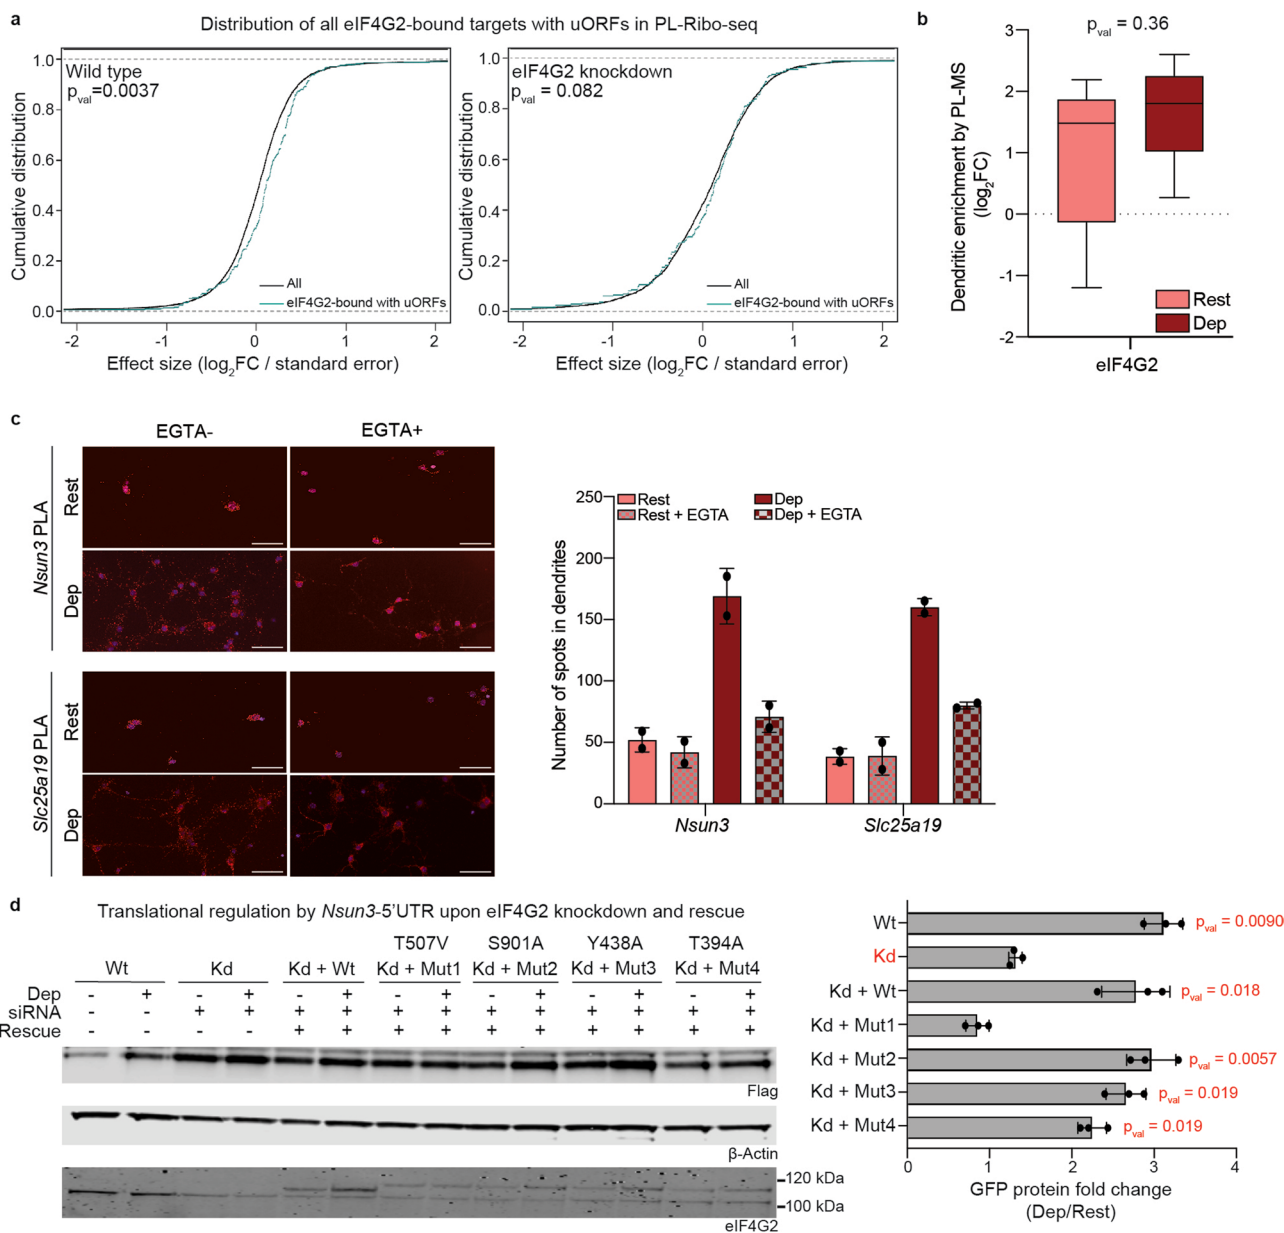 a
Distribution of all eIF4G2-bound targets with uORFs in PL-Ribo-seq
Cumulative distribution
1.0
0.8
0.6
0.4
0.2
0.0
Wild type
pval=0.0037
All
eIF4G2-bound with uORFs
-2 -1 0 1 2
Effect size (log2FC / standard error)
Cumulative distribution
1.0
0.8
0.6
0.4
0.2
0.0
eIF4G2 knockdown
pval = 0.082
All
eIF4G2-bound with uORFs
-2 -1 0 1 2
Effect size (log2FC / standard error)
b
pval = 0.36
Dendritic enrichment by PL-MS
(log2FC)
3
2
1
0
-1
-2
Rest
Dep
eIF4G2
c
EGTA- EGTA+
Nsun3 PLA
Rest
Dep
Slc25a19 PLA
Rest
Dep
Number of spots in dendrites
250
200
150
100
50
0
Rest Dep
Rest + EGTA Dep + EGTA
Nsun3 Slc25a19
d
Translational regulation by Nsun3-5'UTR upon eIF4G2 knockdown and rescue
T507V S901A Y438A T394A
Wt Kd Kd + Wt Kd + Mut1 Kd + Mut2 Kd + Mut3 Kd + Mut4
Dep - + - + - + - + - + - + - +
siRNA - - + + + + + + + + + + + +
Rescue - - - - + + + + + + + + + +
Flag
β-Actin
120 kDa
100 kDa
eIF4G2
Wt pval = 0.0090
Kd
Kd + Wt pval = 0.018
Kd + Mut1
Kd + Mut2 pval = 0.0057
Kd + Mut3 pval = 0.019
Kd + Mut4 pval = 0.019
0 1 2 3 4
GFP protein fold change
(Dep/Rest)